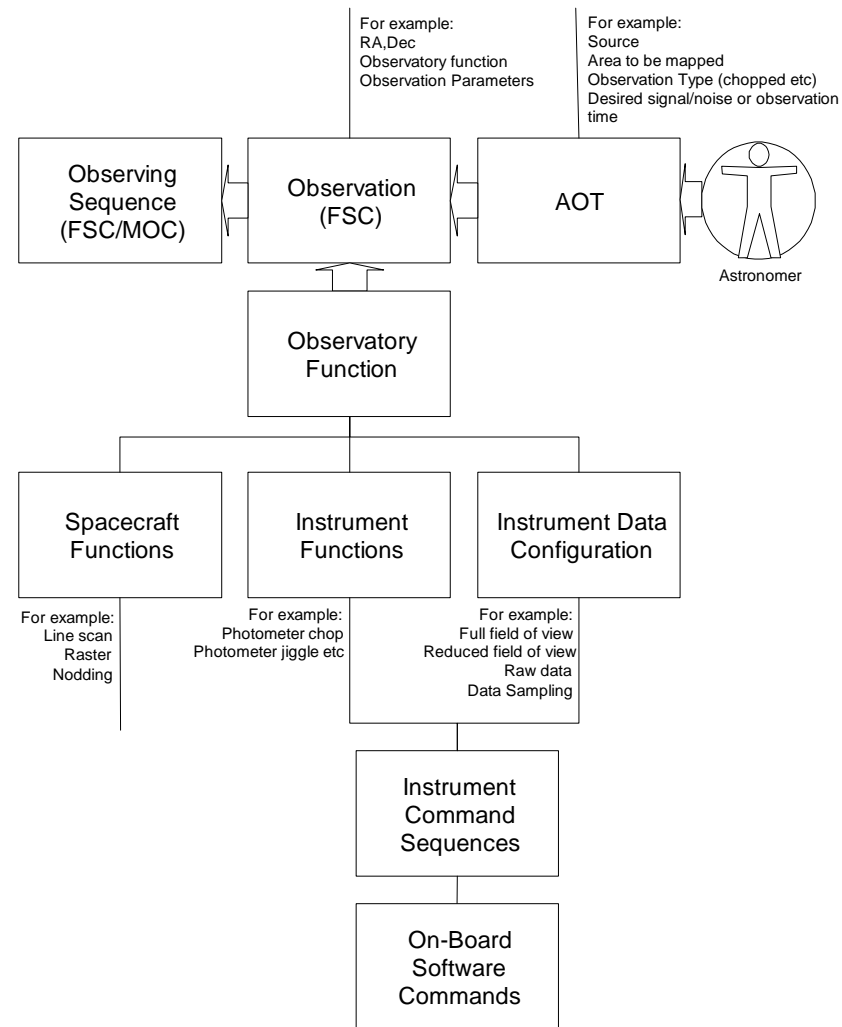 For example:
RA,Dec
Observatory function
Observation Parameters
For example:
Source
Area to be mapped
Observation Type (chopped etc)
Desired signal/noise or observation
time
Observing
Sequence
(FSC/MOC)
Observation
(FSC)
AOT
Astronomer
Observatory
Function
Spacecraft
Functions
Instrument
Functions
Instrument Data
Configuration
For example:
Line scan
Raster
Nodding
For example:
Photometer chop
Photometer jiggle etc
For example:
Full field of view
Reduced field of view
Raw data
Data Sampling
Instrument
Command
Sequences
On-Board
Software
Commands